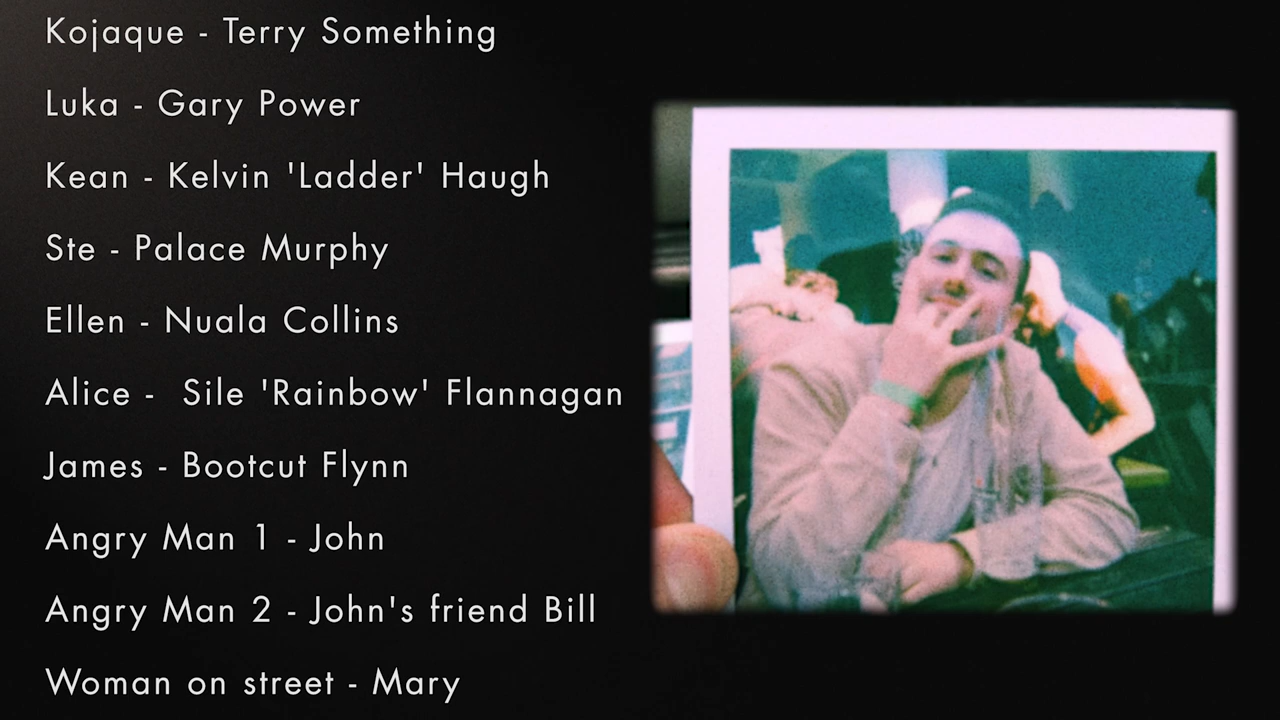 Kojaque - Terry Something
Luka - Gary Power
Kean - Kelvin 'Ladder' Haugh
Ste - Palace Murphy
Ellen - Nuala Collins
Alice - Sile 'Rainbow' Flannagan
James - Bootcut Flynn
Angry Man 1 - John
Angry Man 2 - John's friend Bill
Woman on street - Mary